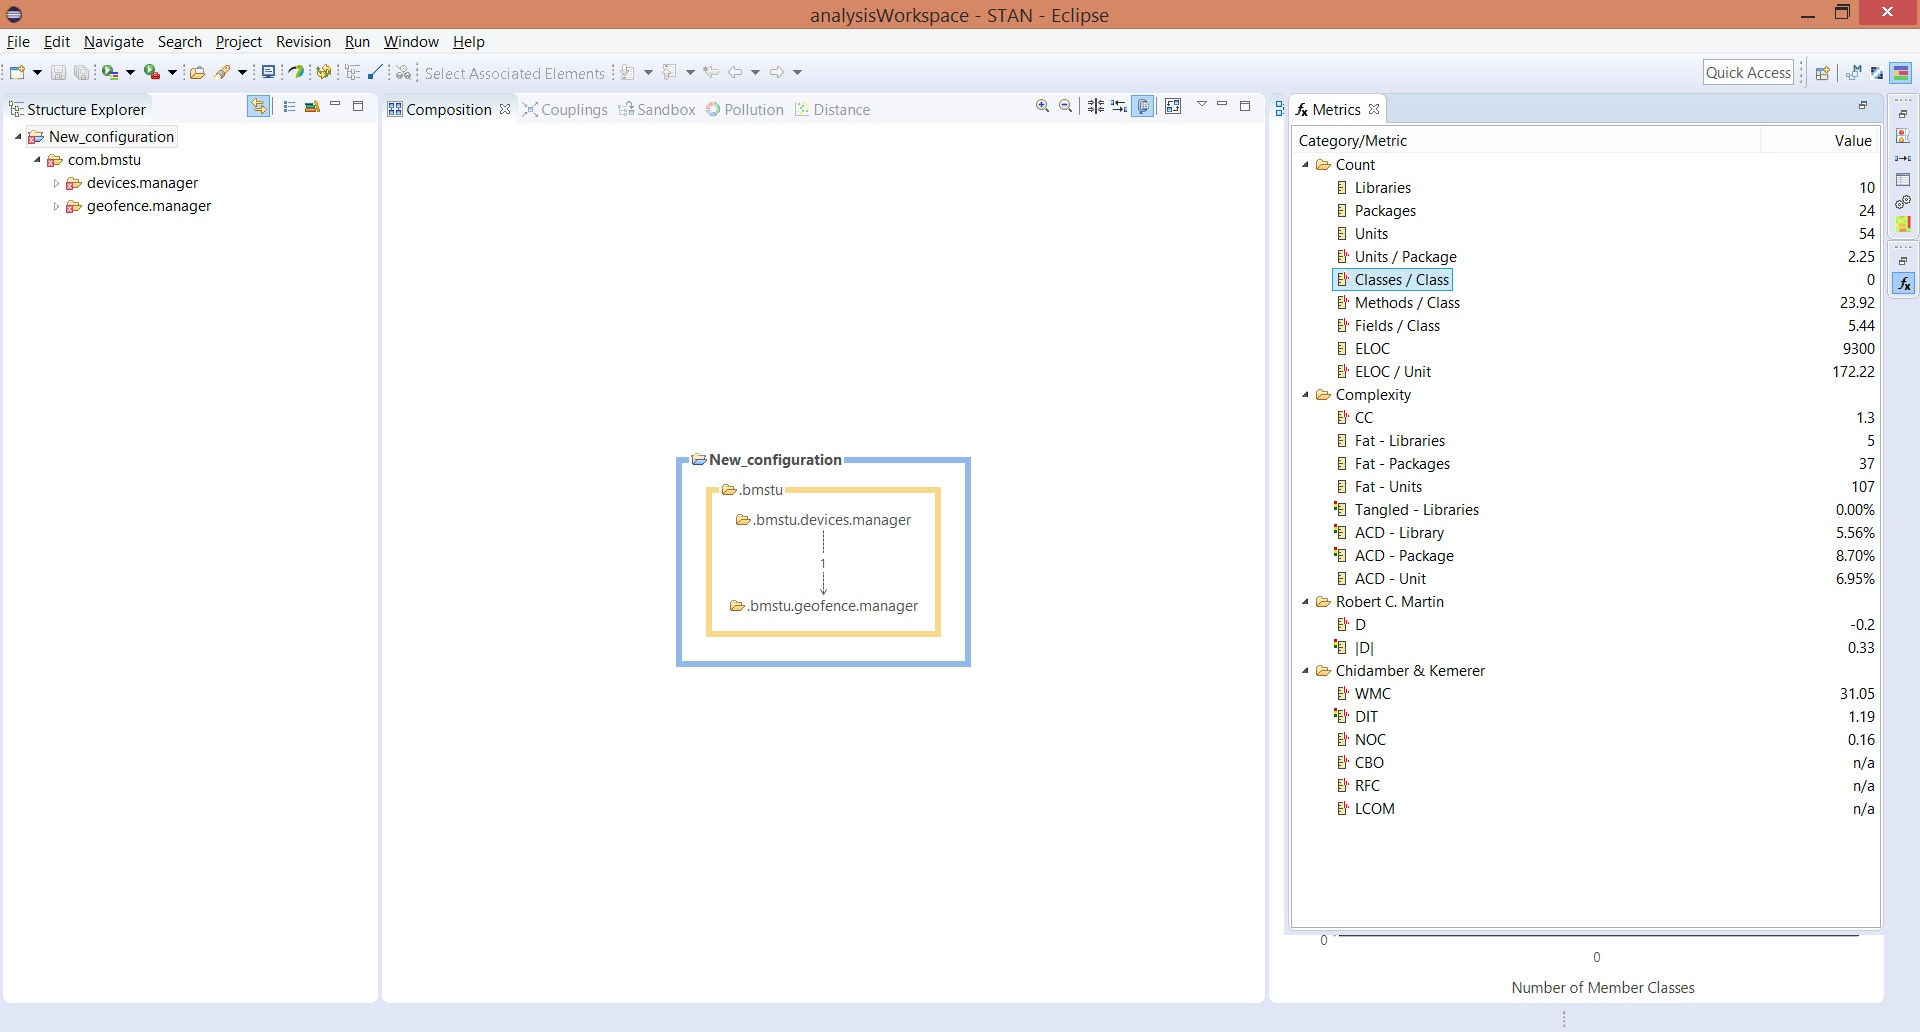 analysisWorkspace - STAN - Eclipse
File Edit Navigate Search Project Revision Run Window Help
Select Associated Elements
Quick Access
Structure Explorer
New_configuration
com.bmstu
devices.manager
geofence.manager
Composition Couplings Sandbox Pollution Distance
New_configuration
.bmstu
.bmstu.devices.manager
1
.bmstu.geofence.manager
Metrics
Category/Metric Value
Count
Libraries 10
Packages 24
Units 54
Units / Package 2.25
Classes / Class 0
Methods / Class 23.92
Fields / Class 5.44
ELOC 9300
ELOC / Unit 172.22
Complexity
CC 1.3
Fat - Libraries 5
Fat - Packages 37
Fat - Units 107
Tangled - Libraries 0.00%
ACD - Library 5.56%
ACD - Package 8.70%
ACD - Unit 6.95%
Robert C. Martin
D -0.2
|D| 0.33
Chidamber & Kemerer
WMC 31.05
DIT 1.19
NOC 0.16
CBO n/a
RFC n/a
LCOM n/a
0
0
Number of Member Classes